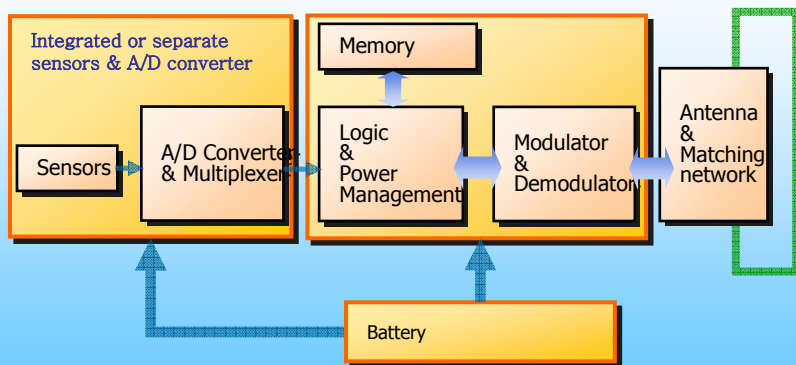 Integrated or separate
sensors & A/D converter
Sensors
A/D Converter
& Multiplexer
Memory
Logic
&
Power
Management
Modulator
&
Demodulator
Antenna
&
Matching
network
Battery